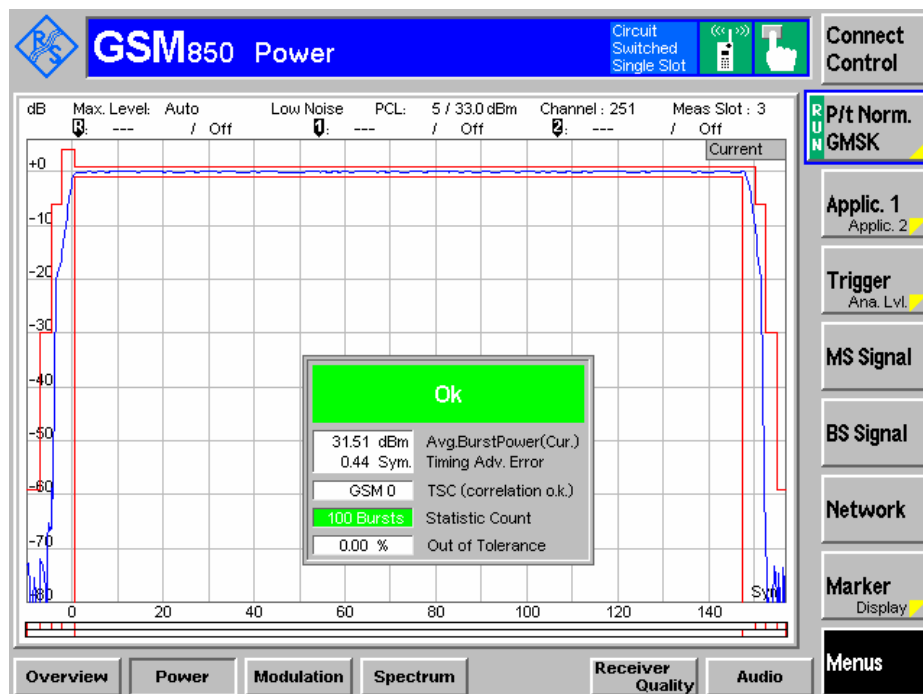 R S
GSM850 Power
Circuit
Switched
Single Slot
Connect
Control
dB Max. Level: Auto Low Noise PCL: 5 / 33.0 dBm Channel : 251 Meas Slot : 3
R : --- / Off 1 : --- / Off 2 : --- / Off
Current
RUN
P/t Norm.
GMSK
+0
-10
-20
-30
-40
-50
-60
-70
-80
0 20 40 60 80 100 120 140
Ok
31.51 dBm Avg.BurstPower(Cur.)
0.44 Sym. Timing Adv. Error
GSM 0 TSC (correlation o.k.)
100 Bursts Statistic Count
0.00 % Out of Tolerance
Applic. 1
Applic. 2
Trigger
Ana. Lvl.
MS Signal
BS Signal
Network
Marker
Display
Menus
Overview Power Modulation Spectrum Receiver Quality Audio